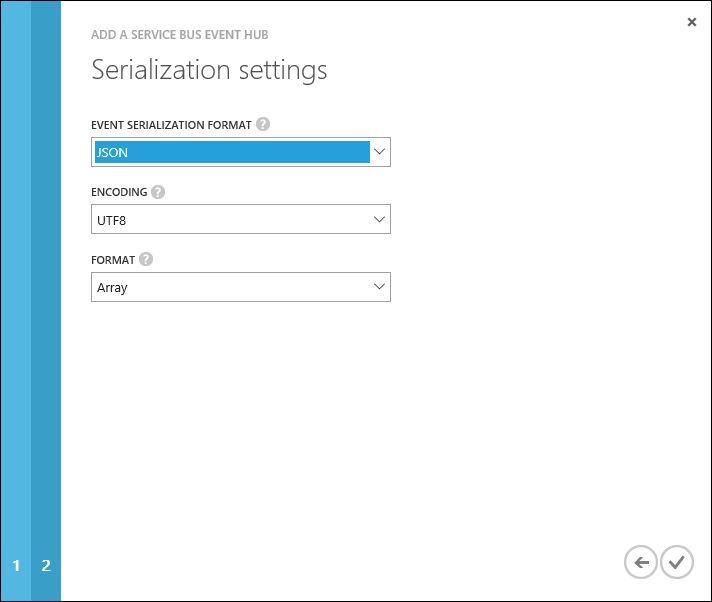 ADD A SERVICE BUS EVENT HUB
Serialization settings
EVENT SERIALIZATION FORMAT ?
JSON
ENCODING ?
UTF8
FORMAT ?
Array
1 2